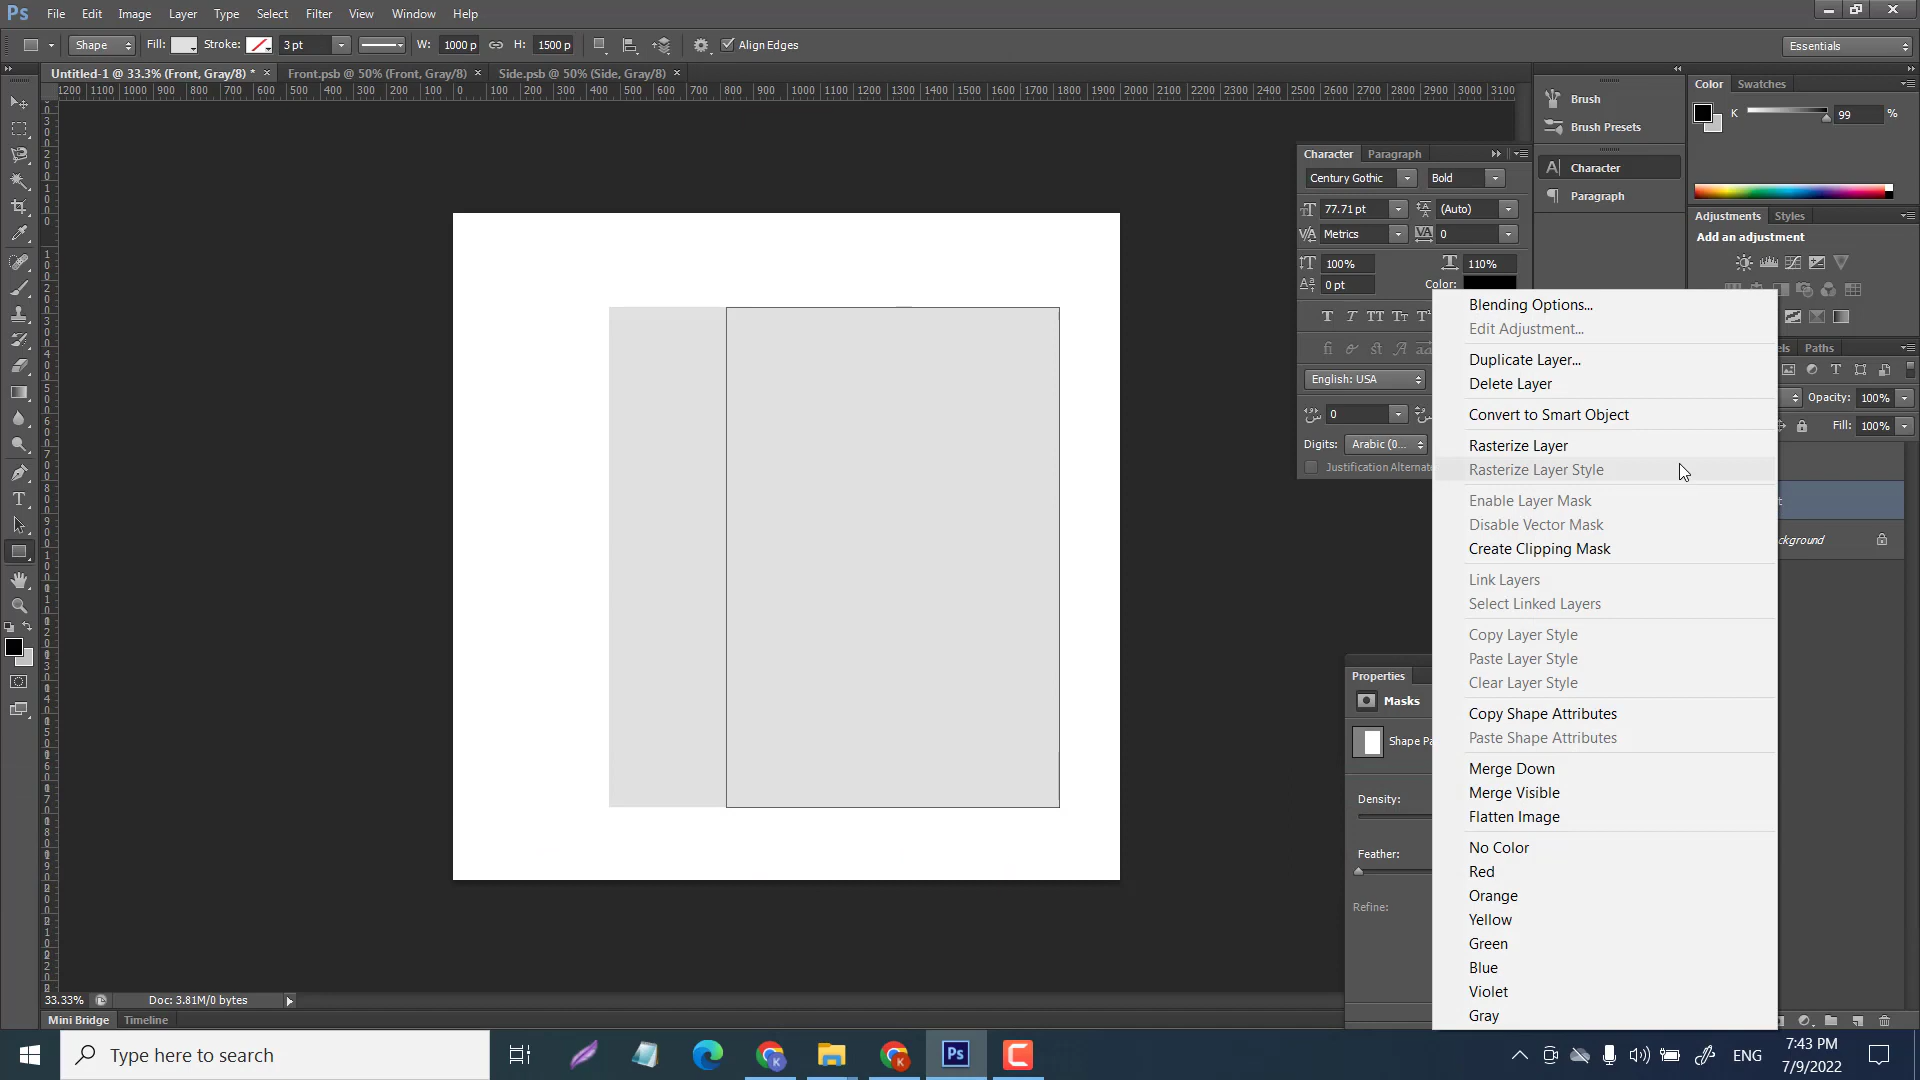 Ps File Edit Image Layer Type Select Filter View Window Help
Shape Fill: Stroke: 3 pt W: 1000 p H: 1500 p Align Edges Essentials
Untitled-1 @ 33.3% (Front, Gray/8) * × Front.psb @ 50% (Front, Gray/8) × Side.psb @ 50% (Side, Gray/8) ×
1200 1100 1000 900 800 700 600 500 400 300 200 100 0 100 200 300 400 500 600 700 800 900 1000 1100 1200 1300 1400 1500 1600 1700 1800 1900 2000 2100 2200 2300 2400 2500 2600 2700 2800 2900 3000 3100
Brush
Brush Presets
Character
Paragraph
Color Swatches
K 99 %
Adjustments Styles
Add an adjustment
Character Paragraph
Century Gothic Bold
77.71 pt (Auto)
Metrics 0
100% 110%
0 pt Color:
English: USA
0
Digits: Arabic (0...
Justification Alternate
els Paths
Opacity: 100%
Fill: 100%
t
ckground
Blending Options...
Edit Adjustment...
Duplicate Layer...
Delete Layer
Convert to Smart Object
Rasterize Layer
Rasterize Layer Style
Enable Layer Mask
Disable Vector Mask
Create Clipping Mask
Link Layers
Select Linked Layers
Copy Layer Style
Paste Layer Style
Clear Layer Style
Copy Shape Attributes
Paste Shape Attributes
Merge Down
Merge Visible
Flatten Image
No Color
Red
Orange
Yellow
Green
Blue
Violet
Gray
Properties
Masks
Shape Pa
Density:
Feather:
Refine:
33.33% Doc: 3.81M/0 bytes
Mini Bridge Timeline
Type here to search
Ps
ENG
7:43 PM
7/9/2022